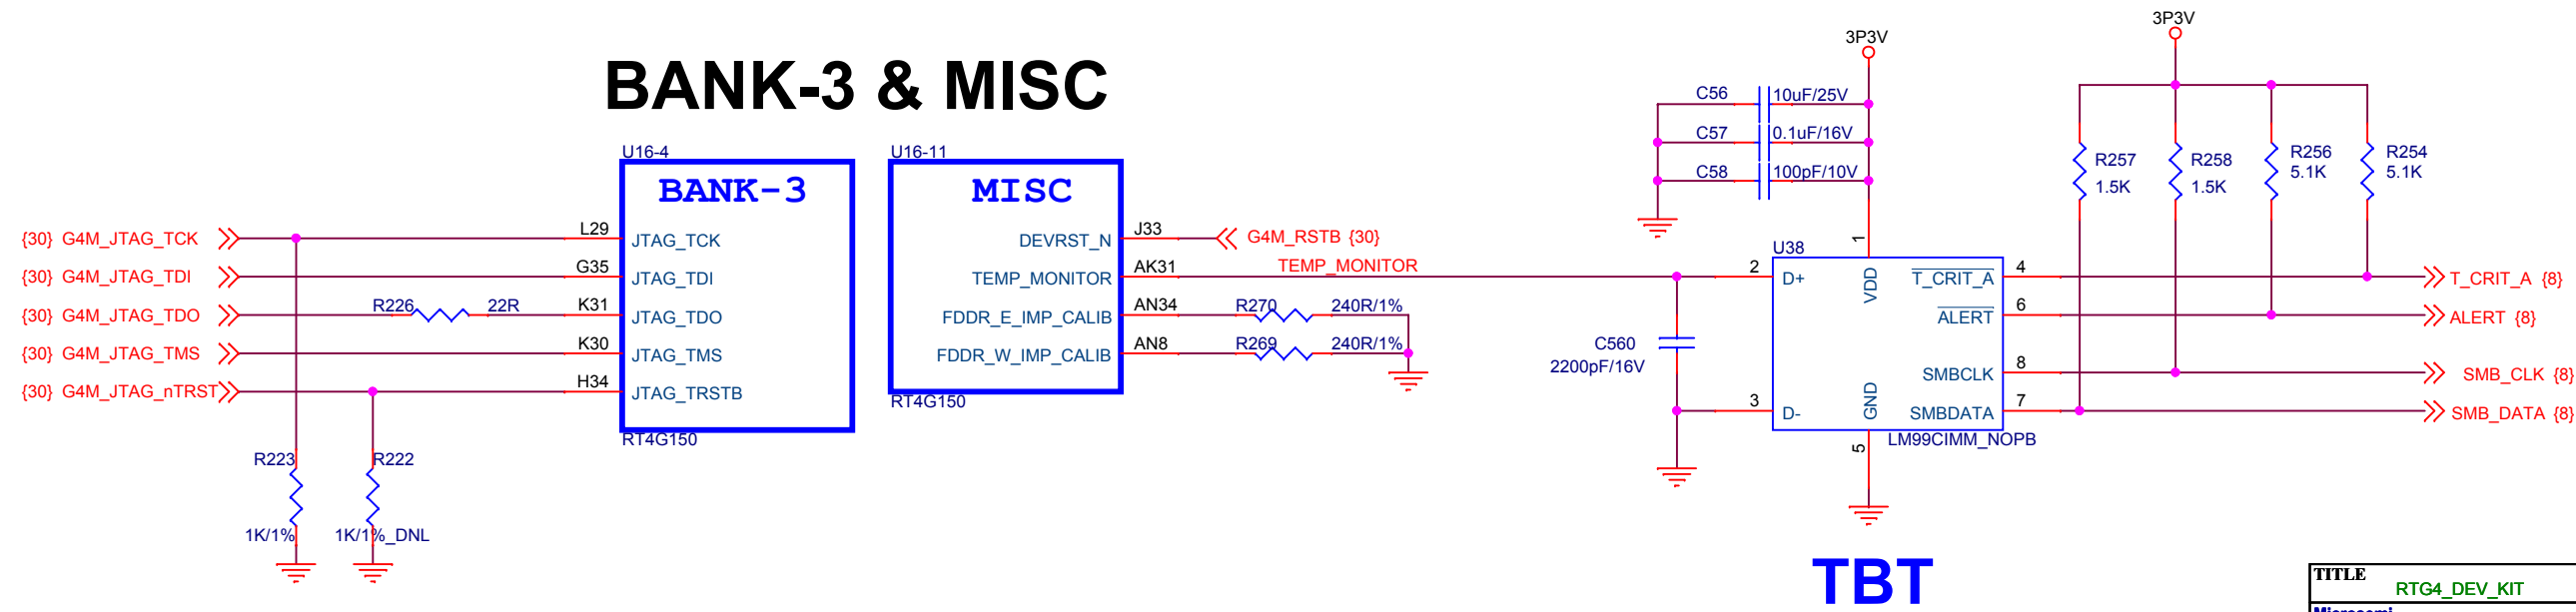 BANK-3 & MISC
3P3V
3P3V
C56 10uF/25V
C57 0.1uF/16V
C58 100pF/10V
R257
1.5K
R258
1.5K
R256
5.1K
R254
5.1K
U16-4
BANK-3
{30} G4M_JTAG_TCK L29 JTAG_TCK
{30} G4M_JTAG_TDI G35 JTAG_TDI
{30} G4M_JTAG_TDO R226 22R K31 JTAG_TDO
{30} G4M_JTAG_TMS K30 JTAG_TMS
{30} G4M_JTAG_nTRST H34 JTAG_TRSTB
RT4G150
R223
1K/1%
R222
1K/1%_DNL
U16-11
MISC
DEVRST_N J33 G4M_RSTB {30}
TEMP_MONITOR AK31 TEMP_MONITOR
FDDR_E_IMP_CALIB AN34 R270 240R/1%
FDDR_W_IMP_CALIB AN8 R269 240R/1%
RT4G150
C560
2200pF/16V
U38
1 VDD
2 D+ T_CRIT_A 4 T_CRIT_A {8}
ALERT 6 ALERT {8}
SMBCLK 8 SMB_CLK {8}
3 D- SMBDATA 7 SMB_DATA {8}
GND 5
LM99CIMM_NOPB
TBT
TITLE
RTG4_DEV_KIT
Microsemi